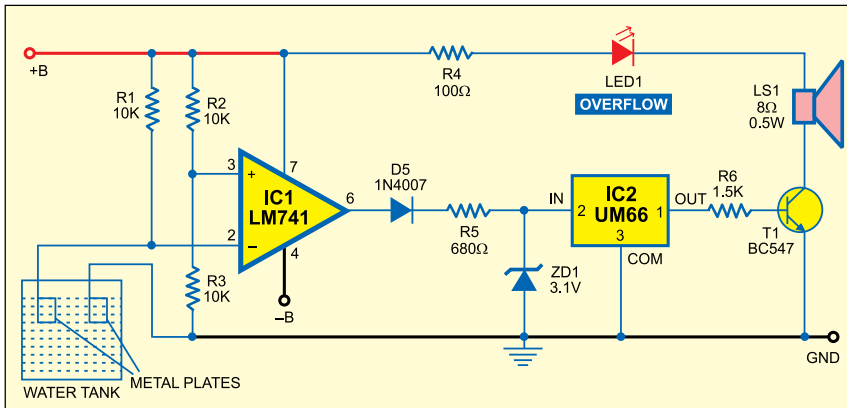 +B
R1
10K
R2
10K
R4
100Ω
LED1
OVERFLOW
LS1
8Ω
0.5W
3
+
7
IC1
LM741
6
2
–
4
–B
R3
10K
D5
1N4007
R5
680Ω
ZD1
3.1V
IN
2
IC2
UM66
1
OUT
3
COM
R6
1.5K
T1
BC547
GND
METAL PLATES
WATER TANK